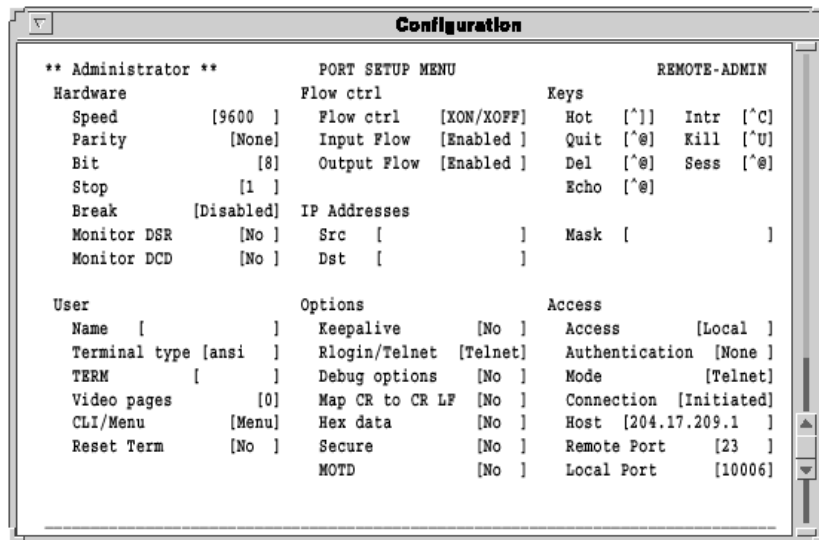 Configuration
** Administrator ** PORT SETUP MENU REMOTE-ADMIN
Hardware Flow ctrl Keys
Speed [9600 ] Flow ctrl [XON/XOFF] Hot [^]] Intr [^C]
Parity [None] Input Flow [Enabled ] Quit [^@] Kill [^U]
Bit [8] Output Flow [Enabled ] Del [^@] Sess [^@]
Stop [1 ] Echo [^@]
Break [Disabled] IP Addresses
Monitor DSR [No ] Src [ ] Mask [ ]
Monitor DCD [No ] Dst [ ]
User Options Access
Name [ ] Keepalive [No ] Access [Local ]
Terminal type [ansi ] Rlogin/Telnet [Telnet] Authentication [None ]
TERM [ ] Debug options [No ] Mode [Telnet]
Video pages [0] Map CR to CR LF [No ] Connection [Initiated]
CLI/Menu [Menu] Hex data [No ] Host [204.17.209.1 ]
Reset Term [No ] Secure [No ] Remote Port [23 ]
MOTD [No ] Local Port [10006]